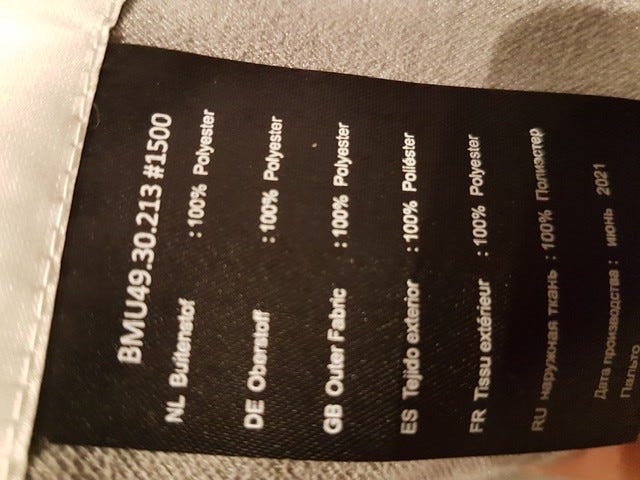 BMU49.30.213 #1500
NL Buitenstof : 100% Polyester
DE Oberstoff : 100% Polyester
GB Outer Fabric : 100% Polyester
ES Tejido exterior : 100% Poliéster
FR Tissu extérieur : 100% Polyester
RU наружная ткань : 100% Полиэстер
Дата производства : июнь 2021